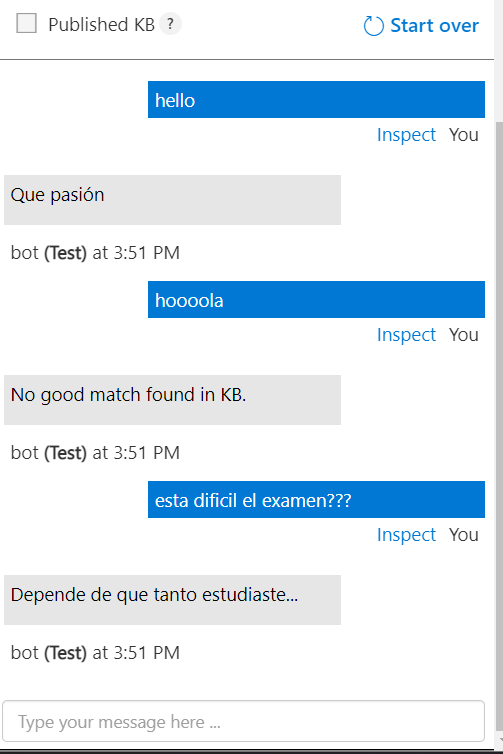 Published KB ? Start over
hello
Inspect You
Que pasión
bot (Test) at 3:51 PM
hoooola
Inspect You
No good match found in KB.
bot (Test) at 3:51 PM
esta dificil el examen???
Inspect You
Depende de que tanto estudiaste...
bot (Test) at 3:51 PM
Type your message here ...